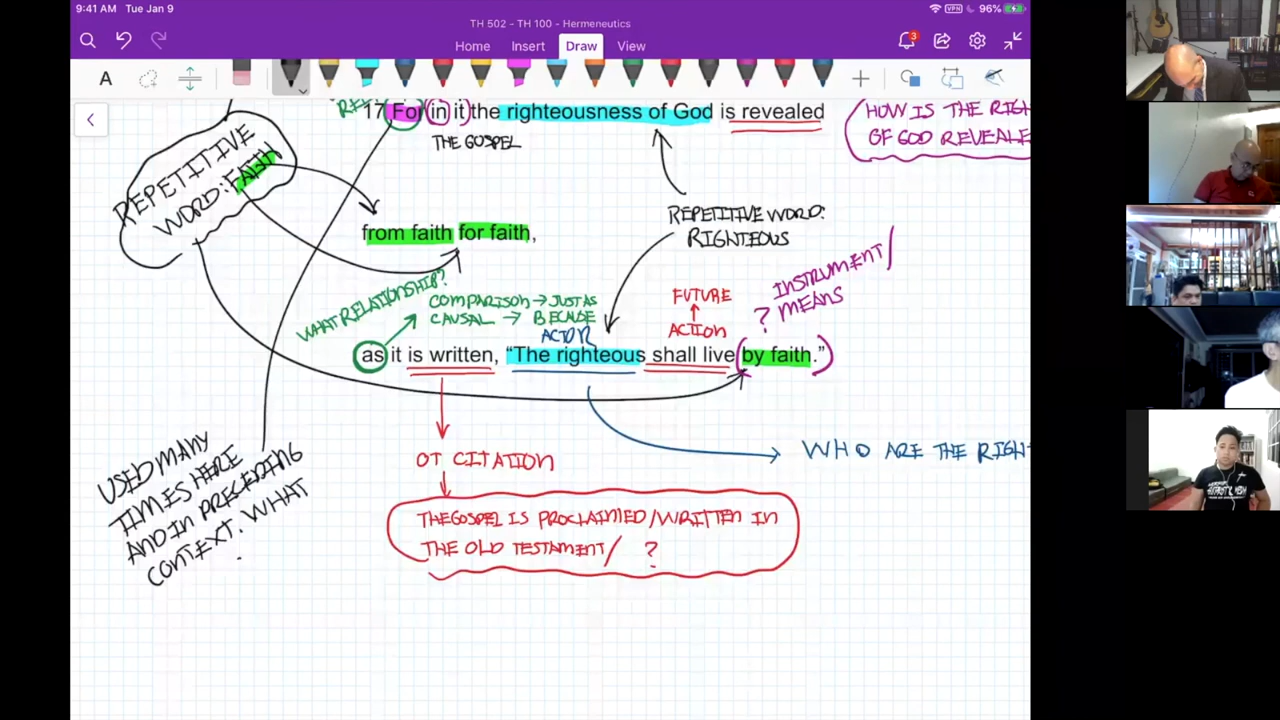 9:41 AM Tue Jan 9
VPN
96%
TH 502 - TH 100 - Hermeneutics
Home Insert Draw View
3
A
17 For (in) it the righteousness of God is revealed
THE GOSPEL
HOW IS THE
OF GOD REVEALE
REPETITIVE
WORD: FAITH
from faith for faith,
REPETITIVE WORD:
RIGHTEOUS
WHAT RELATIONSHIP?
COMPARISON → JUST AS
CAUSAL → BECAUSE
ACTOR
FUTURE
ACTION
? INSTRUMENT/
MEANS
as it is written, “The righteous shall live (by faith.”)
OT CITATION
WHO ARE THE
THE GOSPEL IS PROCLAIMED/WRITTEN IN
THE OLD TESTAMENT/ ?
USED MANY
TIMES HERE
AND IN PRECEDING
CONTEXT. WHAT